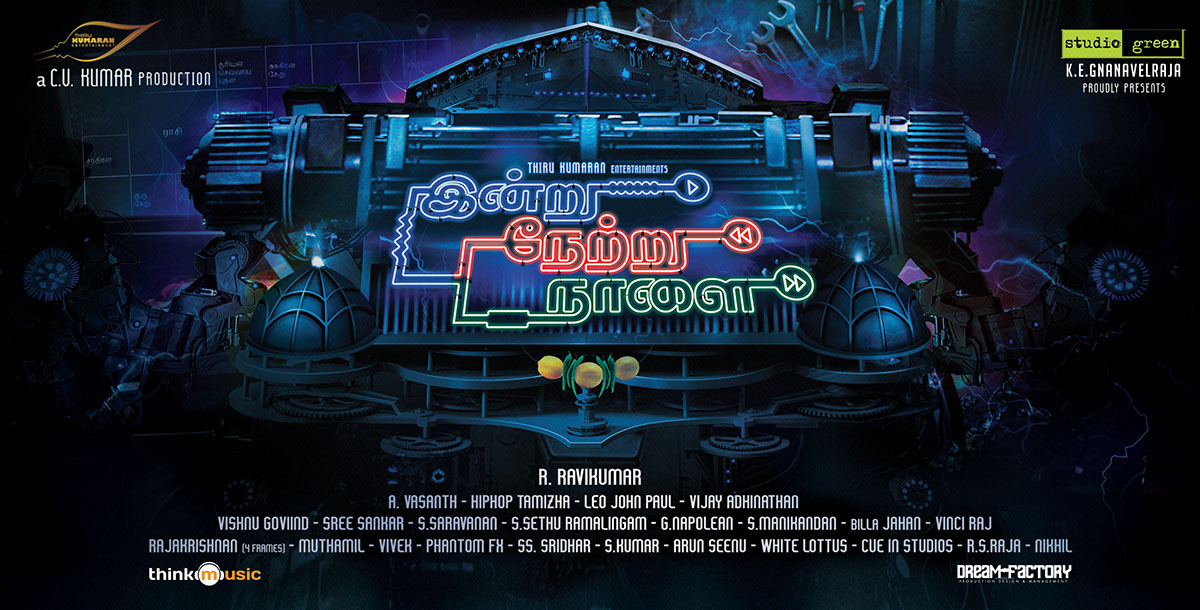 THIRU
KUMARAN
ENTERTAINMENT
a C.V. KUMAR PRODUCTION
studio green
K.E.GNANAVELRAJA
PROUDLY PRESENTS
ராசி
THIRU KUMARAN ENTERTAINMENTS
இன்று
நேற்று
நாளை
R. RAVIKUMAR
A. VASANTH - HIPHOP TAMIZHA - LEO JOHN PAUL - VIJAY ADHINATHAN
VISHNU GOVIIND - SREE SANKAR - S.SARAVANAN - S.SETHU RAMALINGAM - G.NAPOLEAN - S.MANIKANDAN - BILLA JAHAN - VINCI RAJ
RAJAKRISHNAN (4 FRAMES) - MUTHAMIL - VIVEK - PHANTOM FX - SS. SRIDHAR - S.KUMAR - ARUN SEENU - WHITE LOTTUS - CUE IN STUDIOS - R.S.RAJA - NIKHIL
think music
DREAM FACTORY
PRODUCTION DESIGN & MANAGEMENT